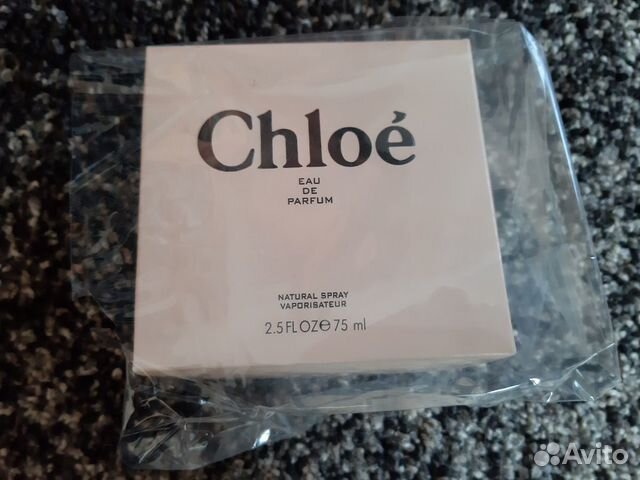 Chloé
EAU
DE
PARFUM
NATURAL SPRAY
VAPORISATEUR
2.5 FL OZ ℮ 75 ml
Avito